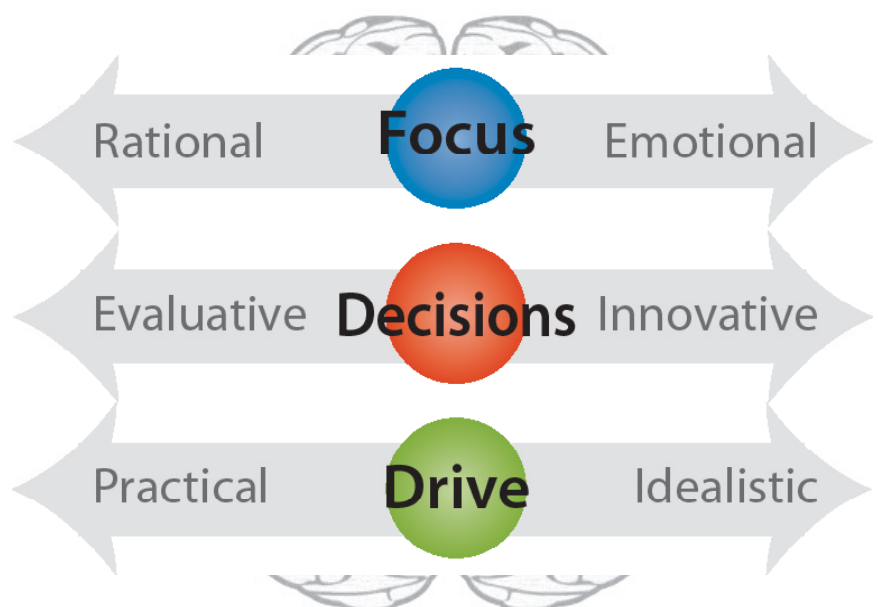 Rational Focus Emotional
Evaluative Decisions Innovative
Practical Drive Idealistic